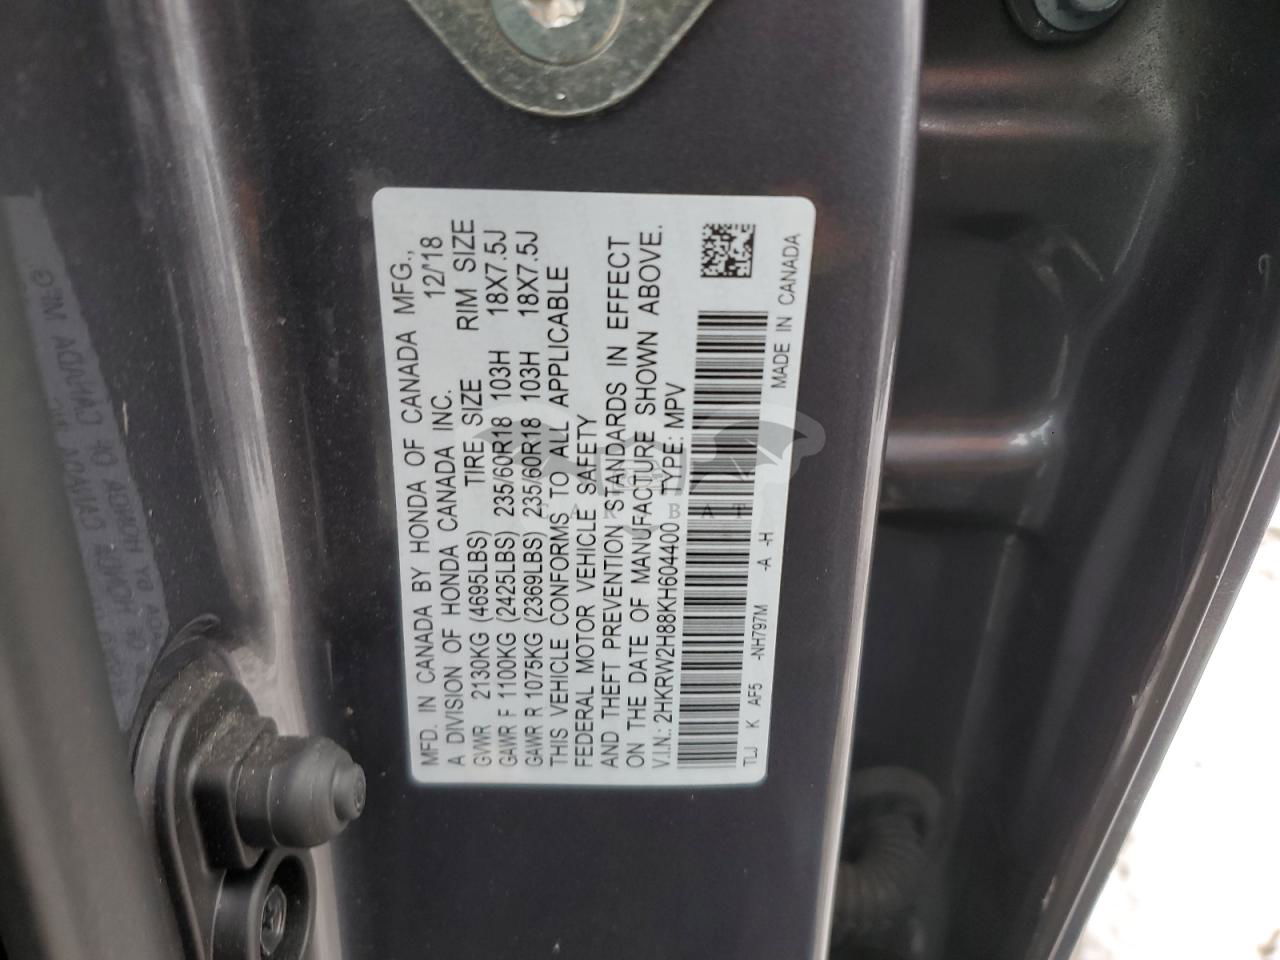 MFD. IN CANADA BY HONDA OF CANADA MFG.,
A DIVISION OF HONDA CANADA INC. 12/18
GVWR 2130KG (4695LBS) TIRE SIZE RIM SIZE
GAWR F 1100KG (2425LBS) 235/60R18 103H 18X7.5J
GAWR R 1075KG (2369LBS) 235/60R18 103H 18X7.5J
THIS VEHICLE CONFORMS TO ALL APPLICABLE
FEDERAL MOTOR VEHICLE SAFETY
AND THEFT PREVENTION STANDARDS IN EFFECT
ON THE DATE OF MANUFACTURE SHOWN ABOVE.
V.I.N.: 2HKRW2H88KH604400 TYPE: MPV
TLJ K AF5 -NH797M -A -H MADE IN CANADA